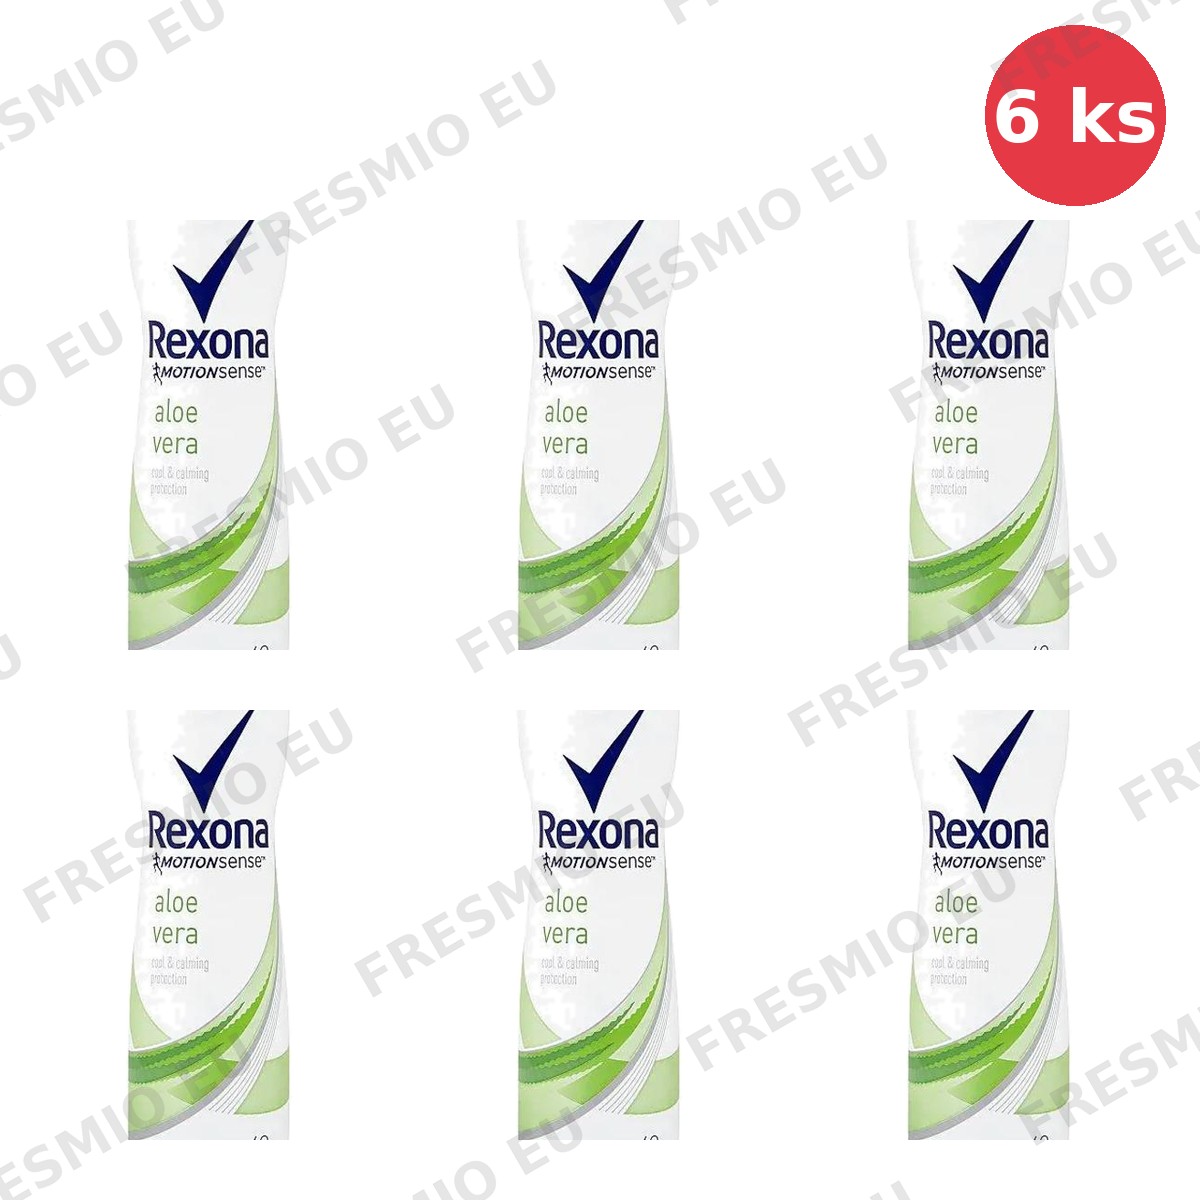 FRESMIO EU
6 ks
Rexona
MOTIONsense™
aloe
vera
cool & calming
protection
Rexona
MOTIONsense™
aloe
vera
cool & calming
protection
Rexona
MOTIONsense™
aloe
vera
cool & calming
protection
Rexona
MOTIONsense™
aloe
vera
cool & calming
protection
Rexona
MOTIONsense™
aloe
vera
cool & calming
protection
Rexona
MOTIONsense™
aloe
vera
cool & calming
protection